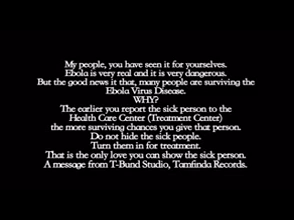 My people, you have seen it for yourselves.
Ebola is very real and it is very dangerous.
But the good news it that, many people are surviving the
Ebola Virus Disease.
WHY?
The earlier you report the sick person to the
Health Care Center (Treatment Center)
the more surviving chances you give that person.
Do not hide the sick people.
Turn them in for treatment.
That is the only love you can show the sick person.
A message from T-Bund Studio, Tamfinda Records.